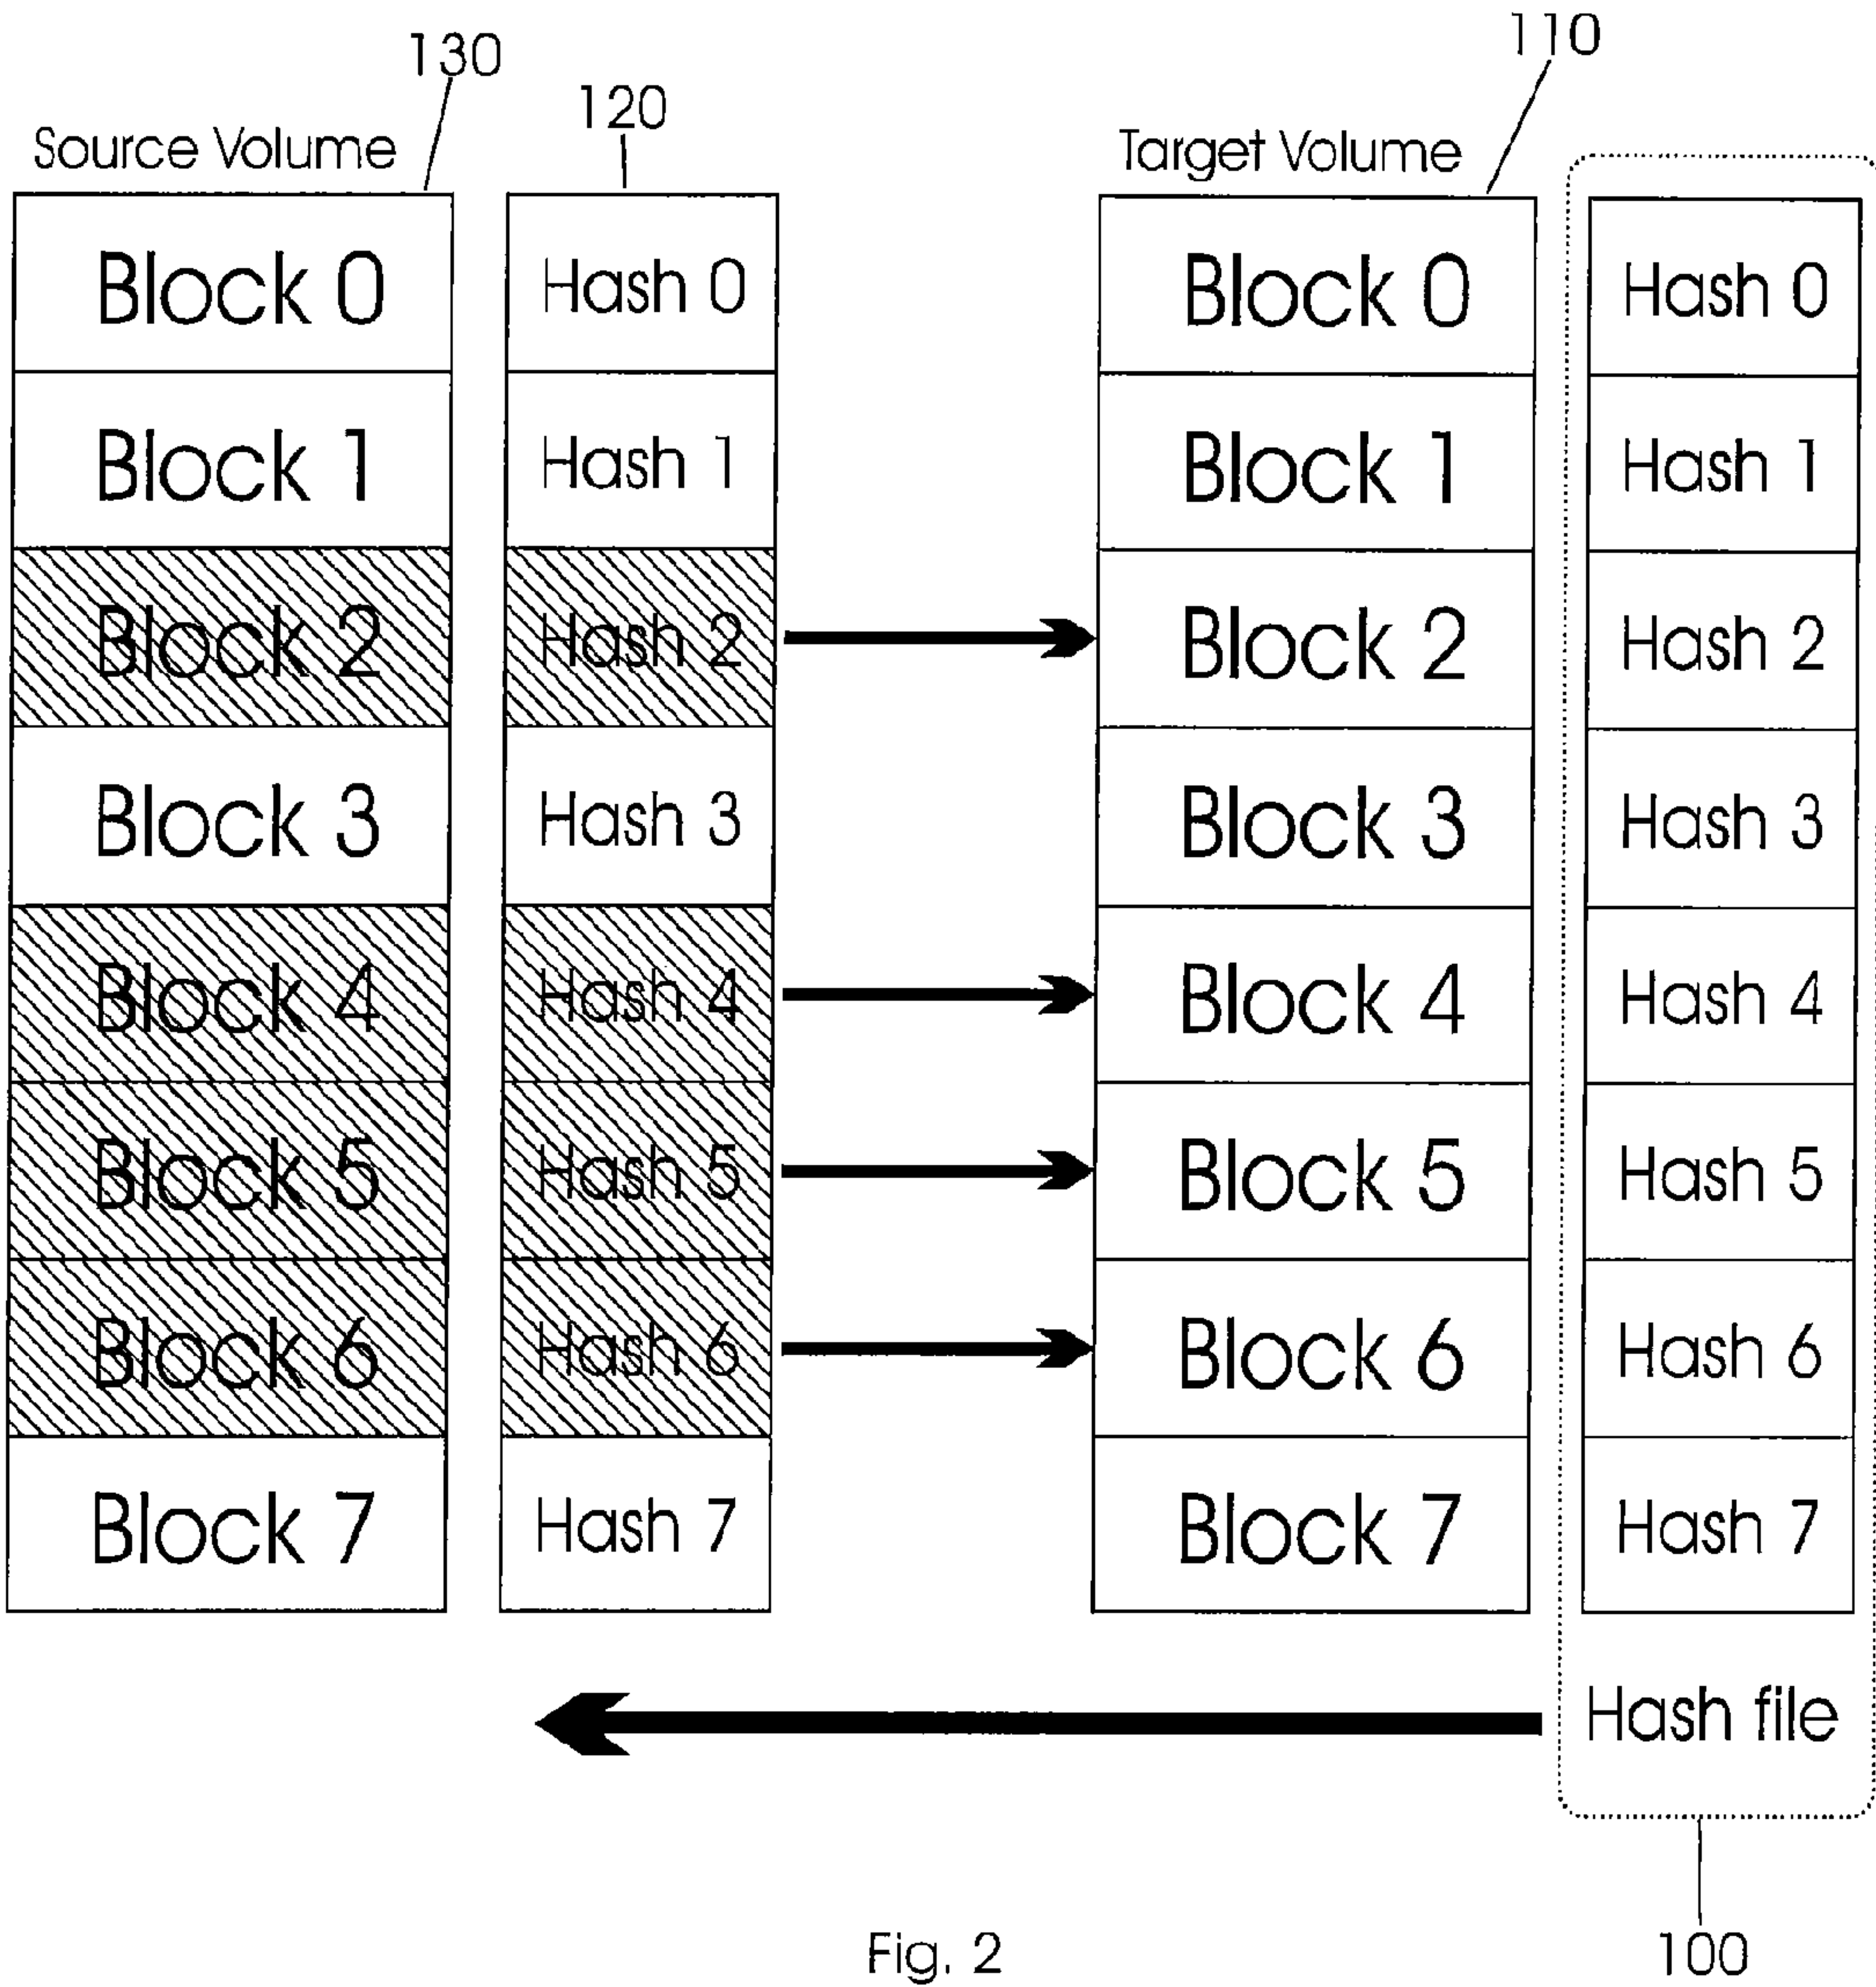 130
110
120
Source Volume
Target Volume
Block 0
Hash 0
Block 0
Hash 0
Block 1
Hash 1
Block 1
Hash 1
Block 2
Hash 2
Block 2
Hash 2
Block 3
Hash 3
Block 3
Hash 3
Block 4
Hash 4
Block 4
Hash 4
Block 5
Hash 5
Block 5
Hash 5
Block 6
Hash 6
Block 6
Hash 6
Block 7
Hash 7
Block 7
Hash 7
Hash file
Fig. 2
100